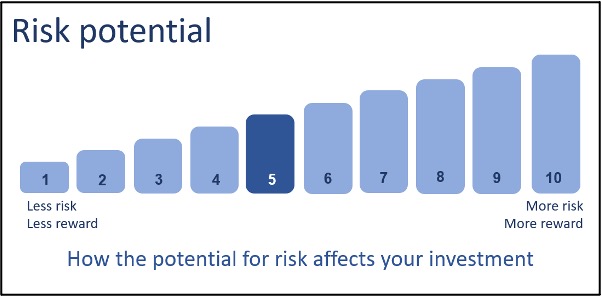 Risk potential
1 2 3 4 5 6 7 8 9 10
Less risk More risk
Less reward More reward
How the potential for risk affects your investment